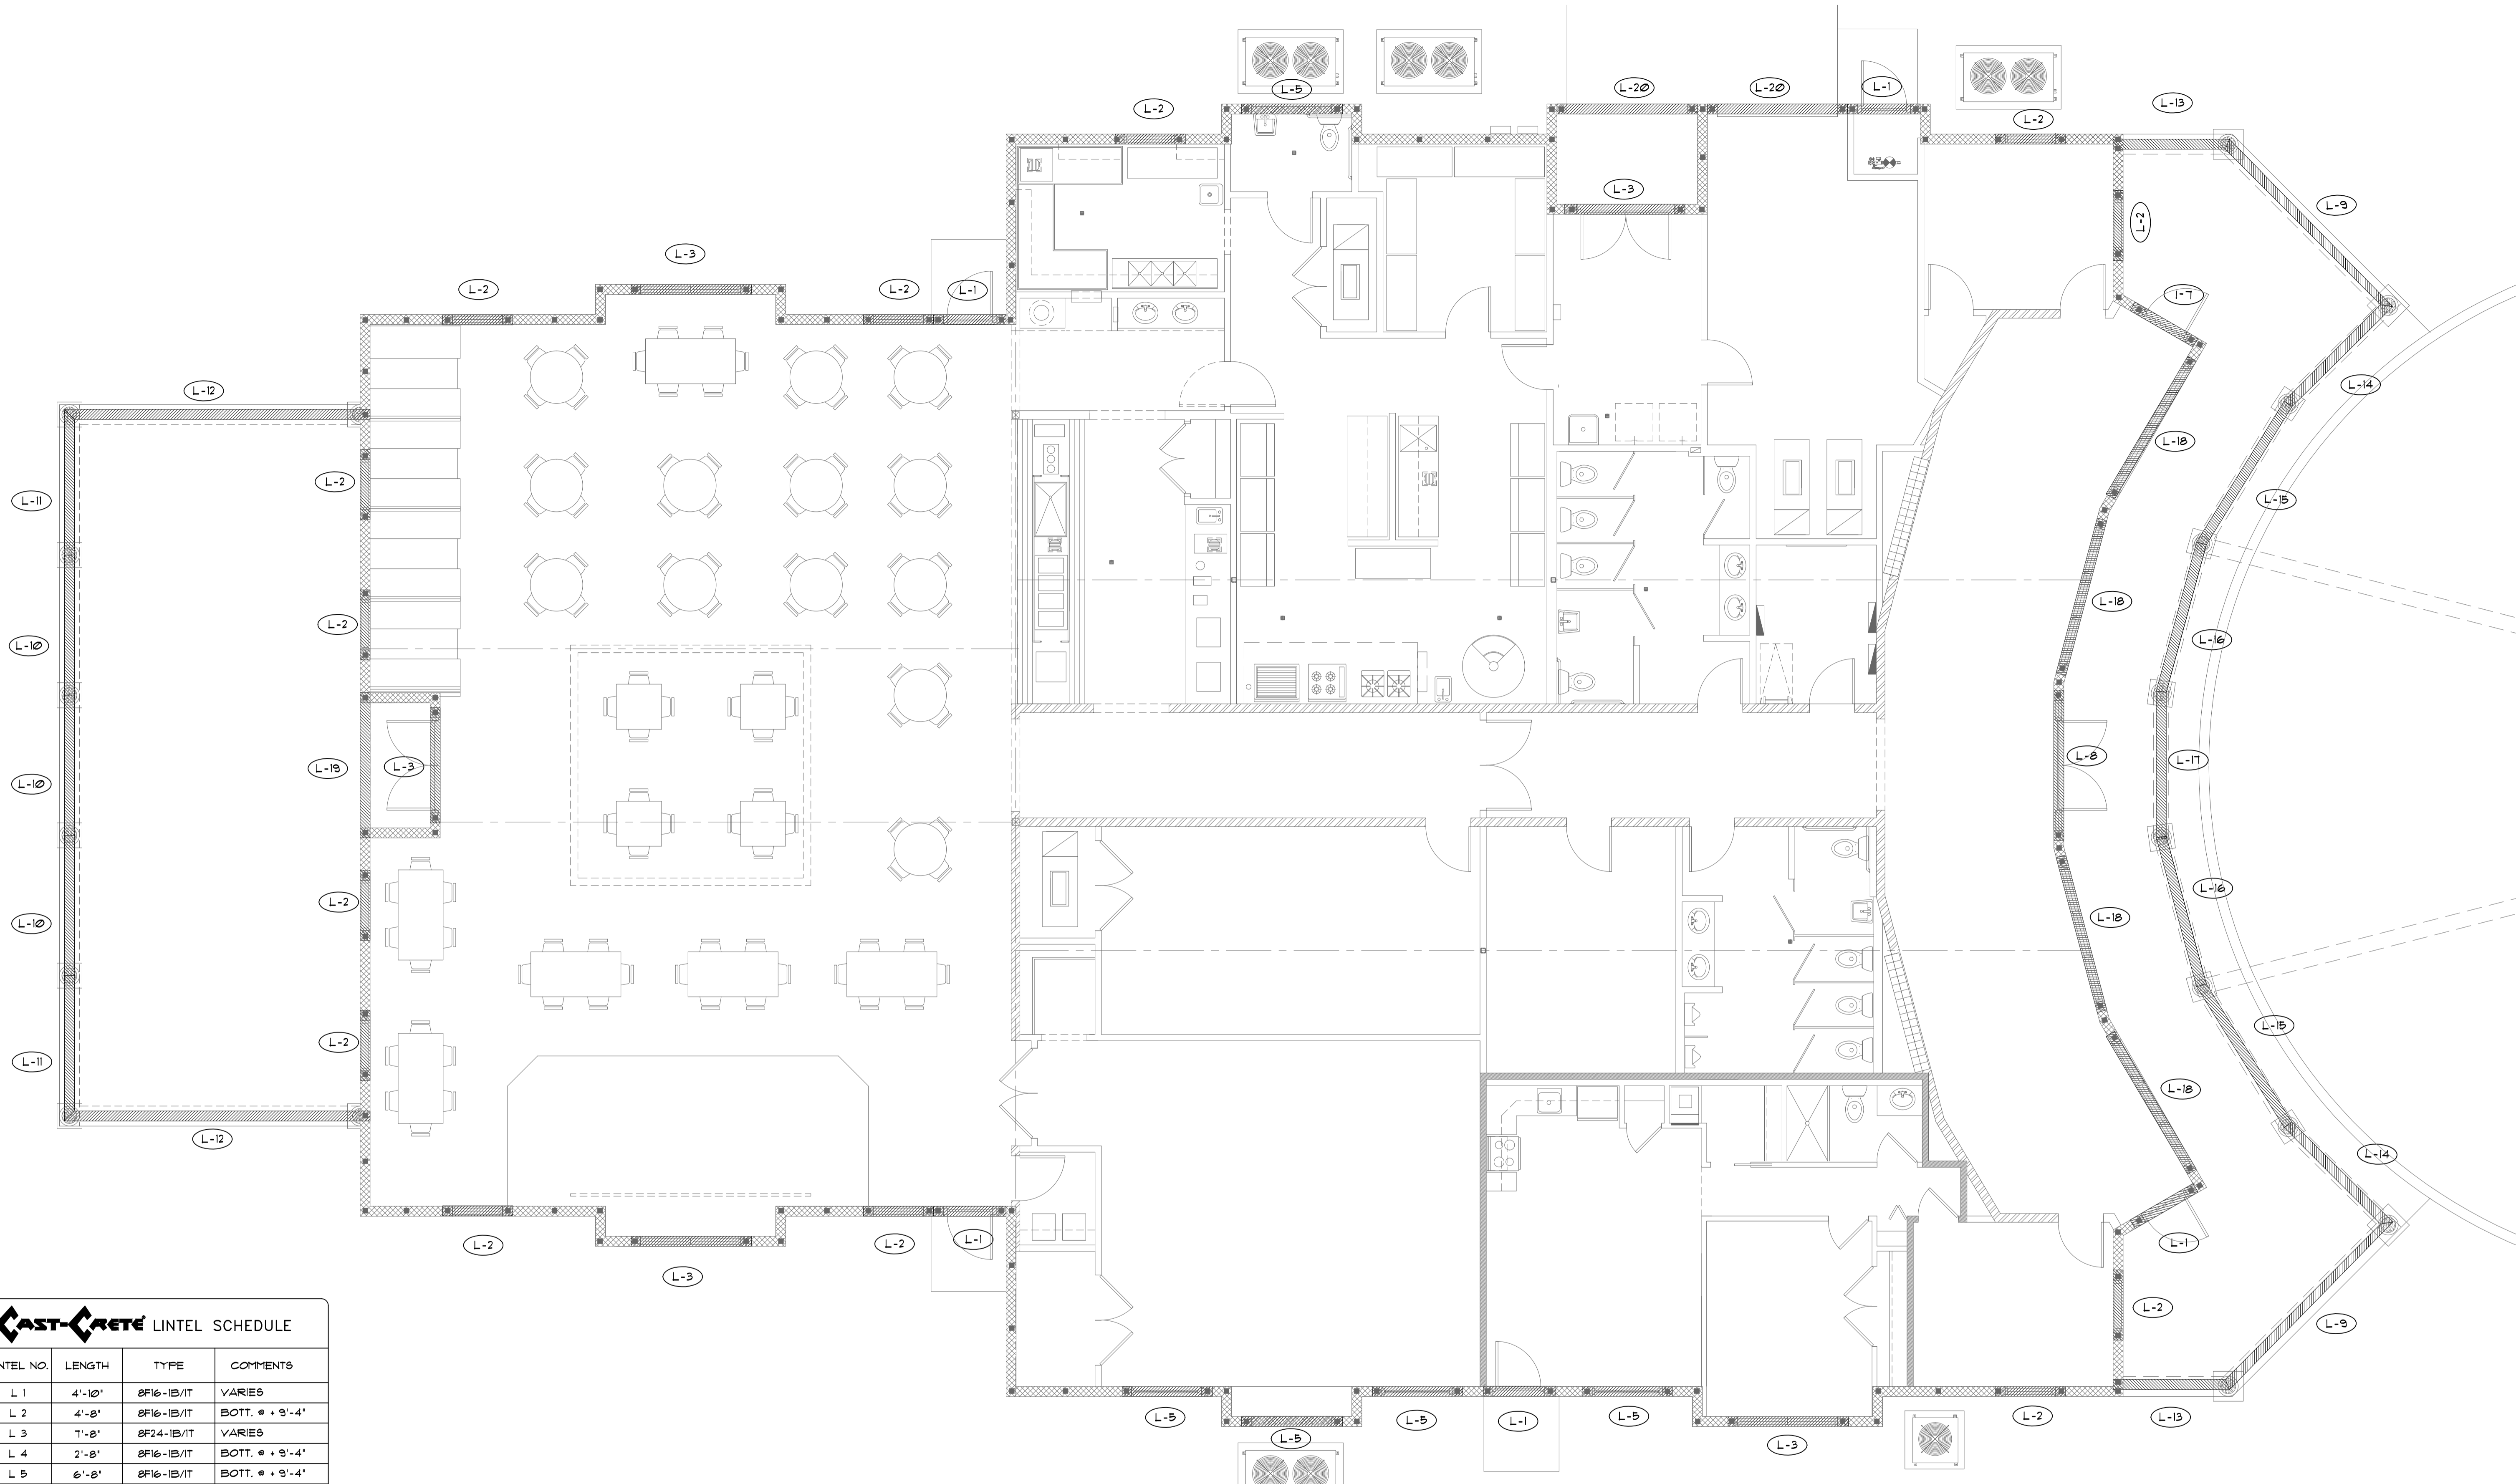 L-5
L-20
L-20
L-1
L-13
L-2
L-2
L-9
L-3
L-2
L-3
L-7
L-2
L-2
L-1
L-14
L-12
L-18
L-2
L-11
L-15
L-18
L-2
L-16
L-10
L-8
L-17
L-19
L-3
L-10
L-16
L-2
L-18
L-10
L-15
L-2
L-11
L-18
L-12
L-14
L-2
L-2
L-1
L-1
L-3
L-2
L-9
L-5
L-5
L-1
L-5
L-2
L-13
L-5
L-3
CAST-CRETE® LINTEL SCHEDULE
NTEL NO. LENGTH TYPE COMMENTS
L 1 4'-10" 8F16-1B/1T VARIES
L 2 4'-8" 8F16-1B/1T BOTT. @ + 9'-4"
L 3 7'-8" 8F24-1B/1T VARIES
L 4 2'-8" 8F16-1B/1T BOTT. @ + 9'-4"
L 5 6'-8" 8F16-1B/1T BOTT. @ + 9'-4"